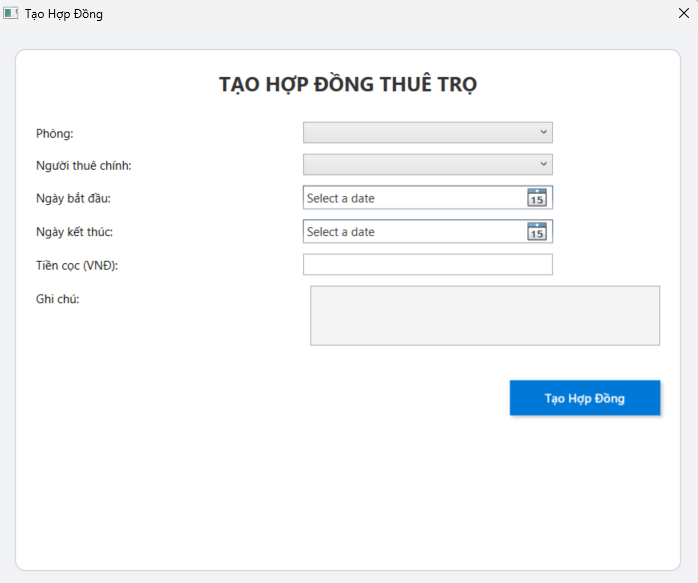 Tạo Hợp Đồng
TẠO HỢP ĐỒNG THUÊ TRỌ
Phòng:
Người thuê chính:
Ngày bắt đầu: Select a date 15
Ngày kết thúc: Select a date 15
Tiền cọc (VNĐ):
Ghi chú:
Tạo Hợp Đồng